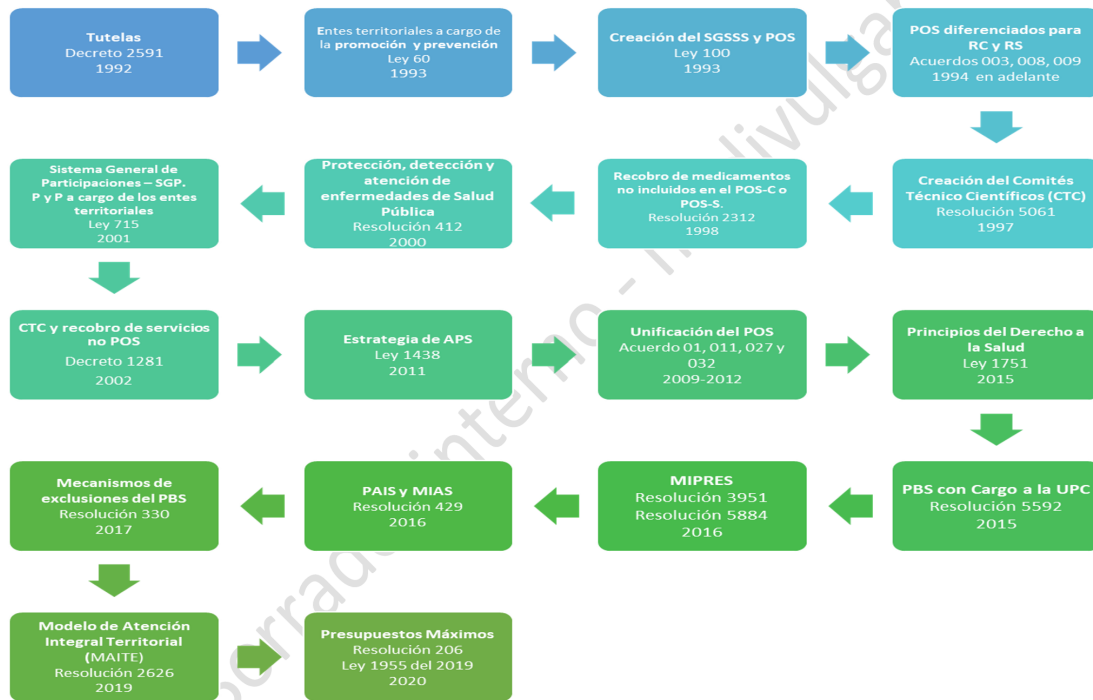 Tutelas
Decreto 2591
1992
Entes territoriales a cargo de
la promoción y prevención
Ley 60
1993
Creación del SGSSS y POS
Ley 100
1993
POS diferenciados para
RC y RS
Acuerdos 003, 008, 009
1994 en adelante
Creación del Comités
Técnico Científicos (CTC)
Resolución 5061
1997
Recobro de medicamentos
no incluidos en el POS-C o
POS-S.
Resolución 2312
1998
Protección, detección y
atención de
enfermedades de Salud
Pública
Resolución 412
2000
Sistema General de
Participaciones – SGP.
P y P a cargo de los entes
territoriales
Ley 715
2001
CTC y recobro de servicios
no POS
Decreto 1281
2002
Estrategia de APS
Ley 1438
2011
Unificación del POS
Acuerdo 01, 011, 027 y
032
2009-2012
Principios del Derecho a
la Salud
Ley 1751
2015
PBS con Cargo a la UPC
Resolución 5592
2015
MIPRES
Resolución 3951
Resolución 5884
2016
PAIS y MIAS
Resolución 429
2016
Mecanismos de
exclusiones del PBS
Resolución 330
2017
Modelo de Atención
Integral Territorial
(MAITE)
Resolución 2626
2019
Presupuestos Máximos
Resolución 206
Ley 1955 del 2019
2020
interno -